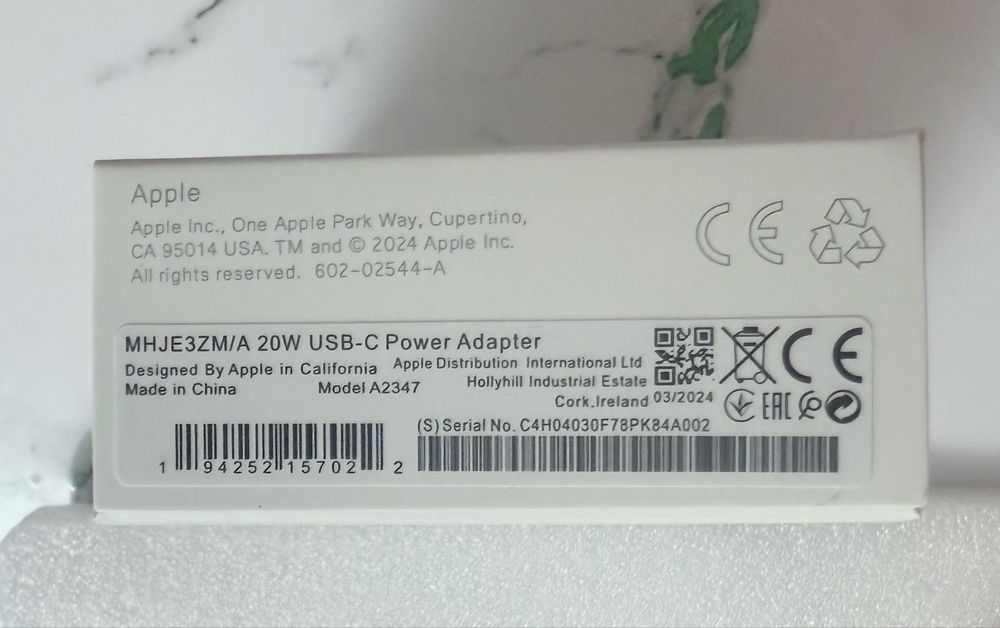 Apple
Apple Inc., One Apple Park Way, Cupertino,
CA 95014 USA. TM and © 2024 Apple Inc.
All rights reserved. 602-02544-A
CE
MHJE3ZM/A 20W USB-C Power Adapter
Designed By Apple in California
Apple Distribution International Ltd
Made in China
Model A2347
Hollyhill Industrial Estate
Cork,Ireland
03/2024
CE
EAC
(S) Serial No. C4H04030F78PK84A002
1 94252 15702 2